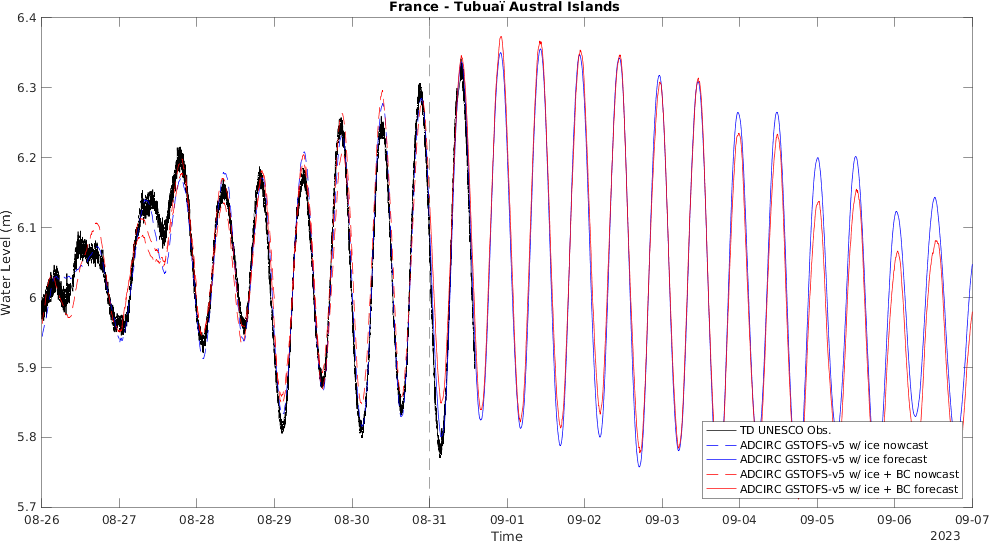 France - Tubuaï Austral Islands
6.4
6.3
6.2
6.1
6
5.9
5.8
5.7
Water Level (m)
TD UNESCO Obs.
ADCIRC GSTOFS-v5 w/ ice nowcast
ADCIRC GSTOFS-v5 w/ ice forecast
ADCIRC GSTOFS-v5 w/ ice + BC nowcast
ADCIRC GSTOFS-v5 w/ ice + BC forecast
08-26 08-27 08-28 08-29 08-30 08-31 09-01 09-02 09-03 09-04 09-05 09-06 09-07
Time
2023